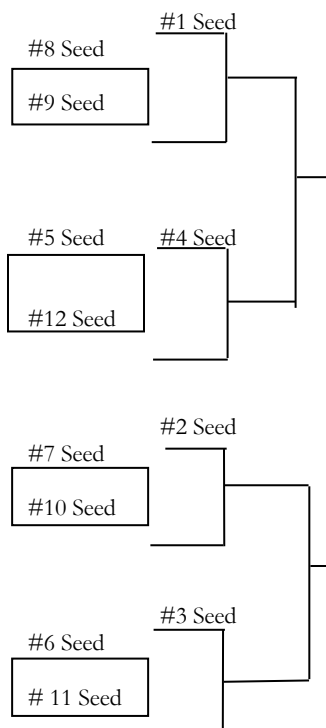 #1 Seed
#8 Seed
#9 Seed
#5 Seed
#4 Seed
#12 Seed
#2 Seed
#7 Seed
#10 Seed
#3 Seed
#6 Seed
# 11 Seed